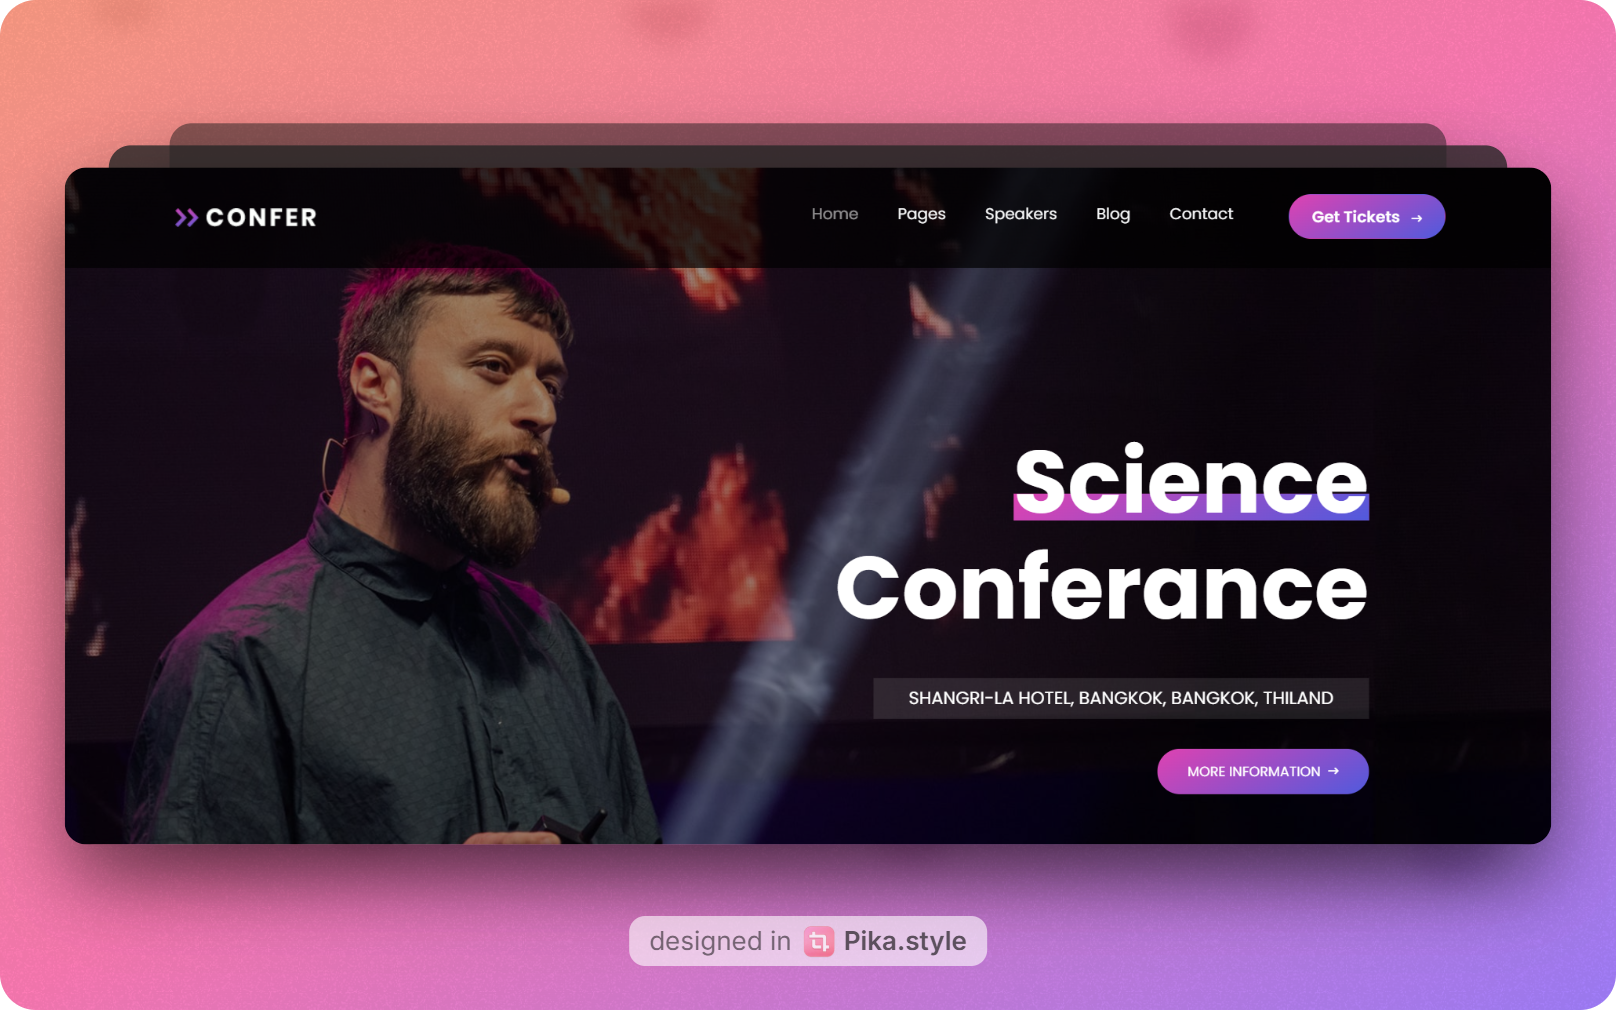 CONFER
Home Pages Speakers Blog Contact Get Tickets →
Science
Conferance
SHANGRI-LA HOTEL, BANGKOK, BANGKOK, THILAND
MORE INFORMATION →
designed in Pika.style